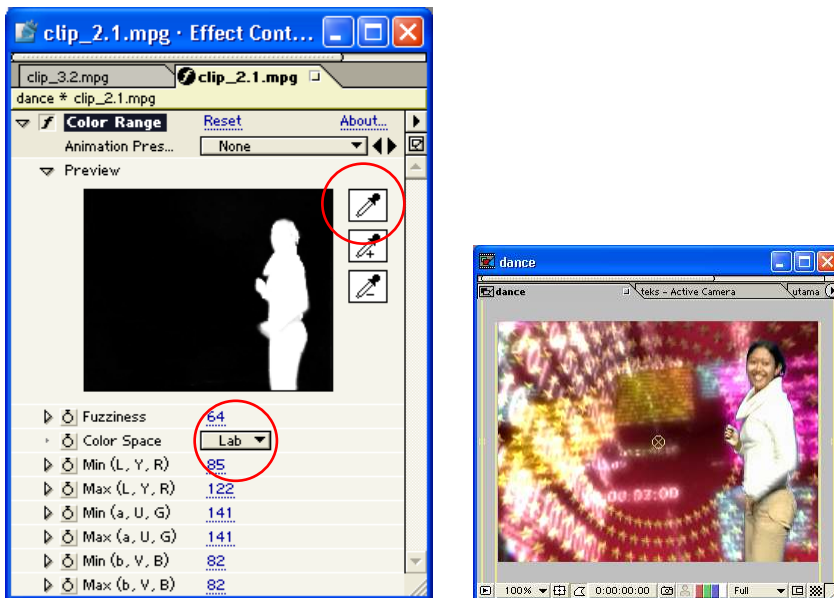 clip_2.1.mpg · Effect Cont...
clip_3.2.mpg
clip_2.1.mpg
dance * clip_2.1.mpg
Color Range Reset About...
Animation Pres... None
Preview
Fuzziness 64
Color Space Lab
Min (L, Y, R) 85
Max (L, Y, R) 122
Min (a, U, G) 141
Max (a, U, G) 141
Min (b, V, B) 82
Max (b, V, B) 82
dance
dance teks - Active Camera utama
00:03:00
100% 0:00:00:00 Full